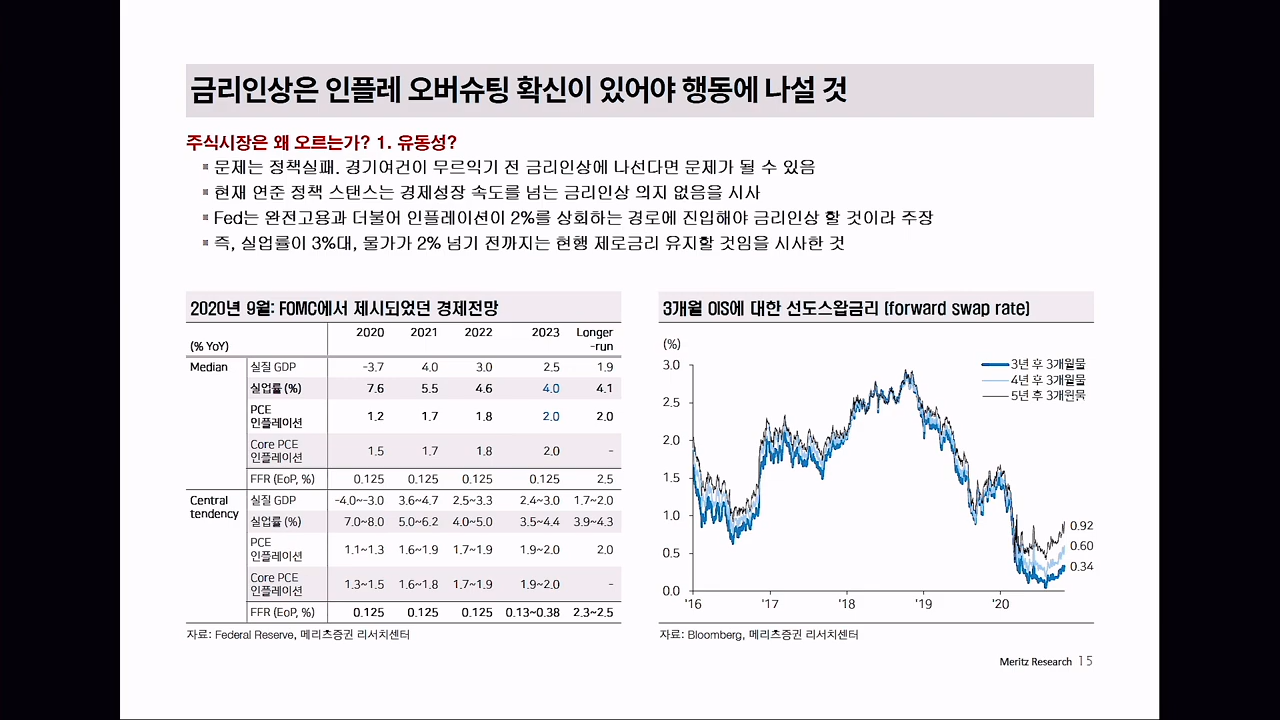 금리인상은 인플레 오버슈팅 확신이 있어야 행동에 나설 것
주식시장은 왜 오르는가? 1. 유동성?
문제는 정책실패. 경기여건이 무르익기 전 금리인상에 나선다면 문제가 될 수 있음
현재 연준 정책 스탠스는 경제성장 속도를 넘는 금리인상 의지 없음을 시사
Fed는 완전고용과 더불어 인플레이션이 2%를 상회하는 경로에 진입해야 금리인상 할 것이라 주장
즉, 실업률이 3%대, 물가가 2% 넘기 전까지는 현행 제로금리 유지할 것임을 시사한 것
2020년 9월: FOMC에서 제시되었던 경제전망
(% YoY) 2020 2021 2022 2023 Longer
-run
Median 실질 GDP -3.7 4.0 3.0 2.5 1.9
실업률 (%) 7.6 5.5 4.6 4.0 4.1
PCE
인플레이션 1.2 1.7 1.8 2.0 2.0
Core PCE
인플레이션 1.5 1.7 1.8 2.0 -
FFR (EoP, %) 0.125 0.125 0.125 0.125 2.5
Central
tendency 실질 GDP -4.0~-3.0 3.6~4.7 2.5~3.3 2.4~3.0 1.7~2.0
실업률 (%) 7.0~8.0 5.0~6.2 4.0~5.0 3.5~4.4 3.9~4.3
PCE
인플레이션 1.1~1.3 1.6~1.9 1.7~1.9 1.9~2.0 2.0
Core PCE
인플레이션 1.3~1.5 1.6~1.8 1.7~1.9 1.9~2.0 -
FFR (EoP, %) 0.125 0.125 0.125 0.13~0.38 2.3~2.5
자료: Federal Reserve, 메리츠증권 리서치센터
3개월 OIS에 대한 선도스왑금리 (forward swap rate)
(%)
3.0
2.5
2.0
1.5
1.0
0.5
0.0
'16 '17 '18 '19 '20
3년 후 3개월물
4년 후 3개월물
5년 후 3개월물
0.92
0.60
0.34
자료: Bloomberg, 메리츠증권 리서치센터
Meritz Research 15